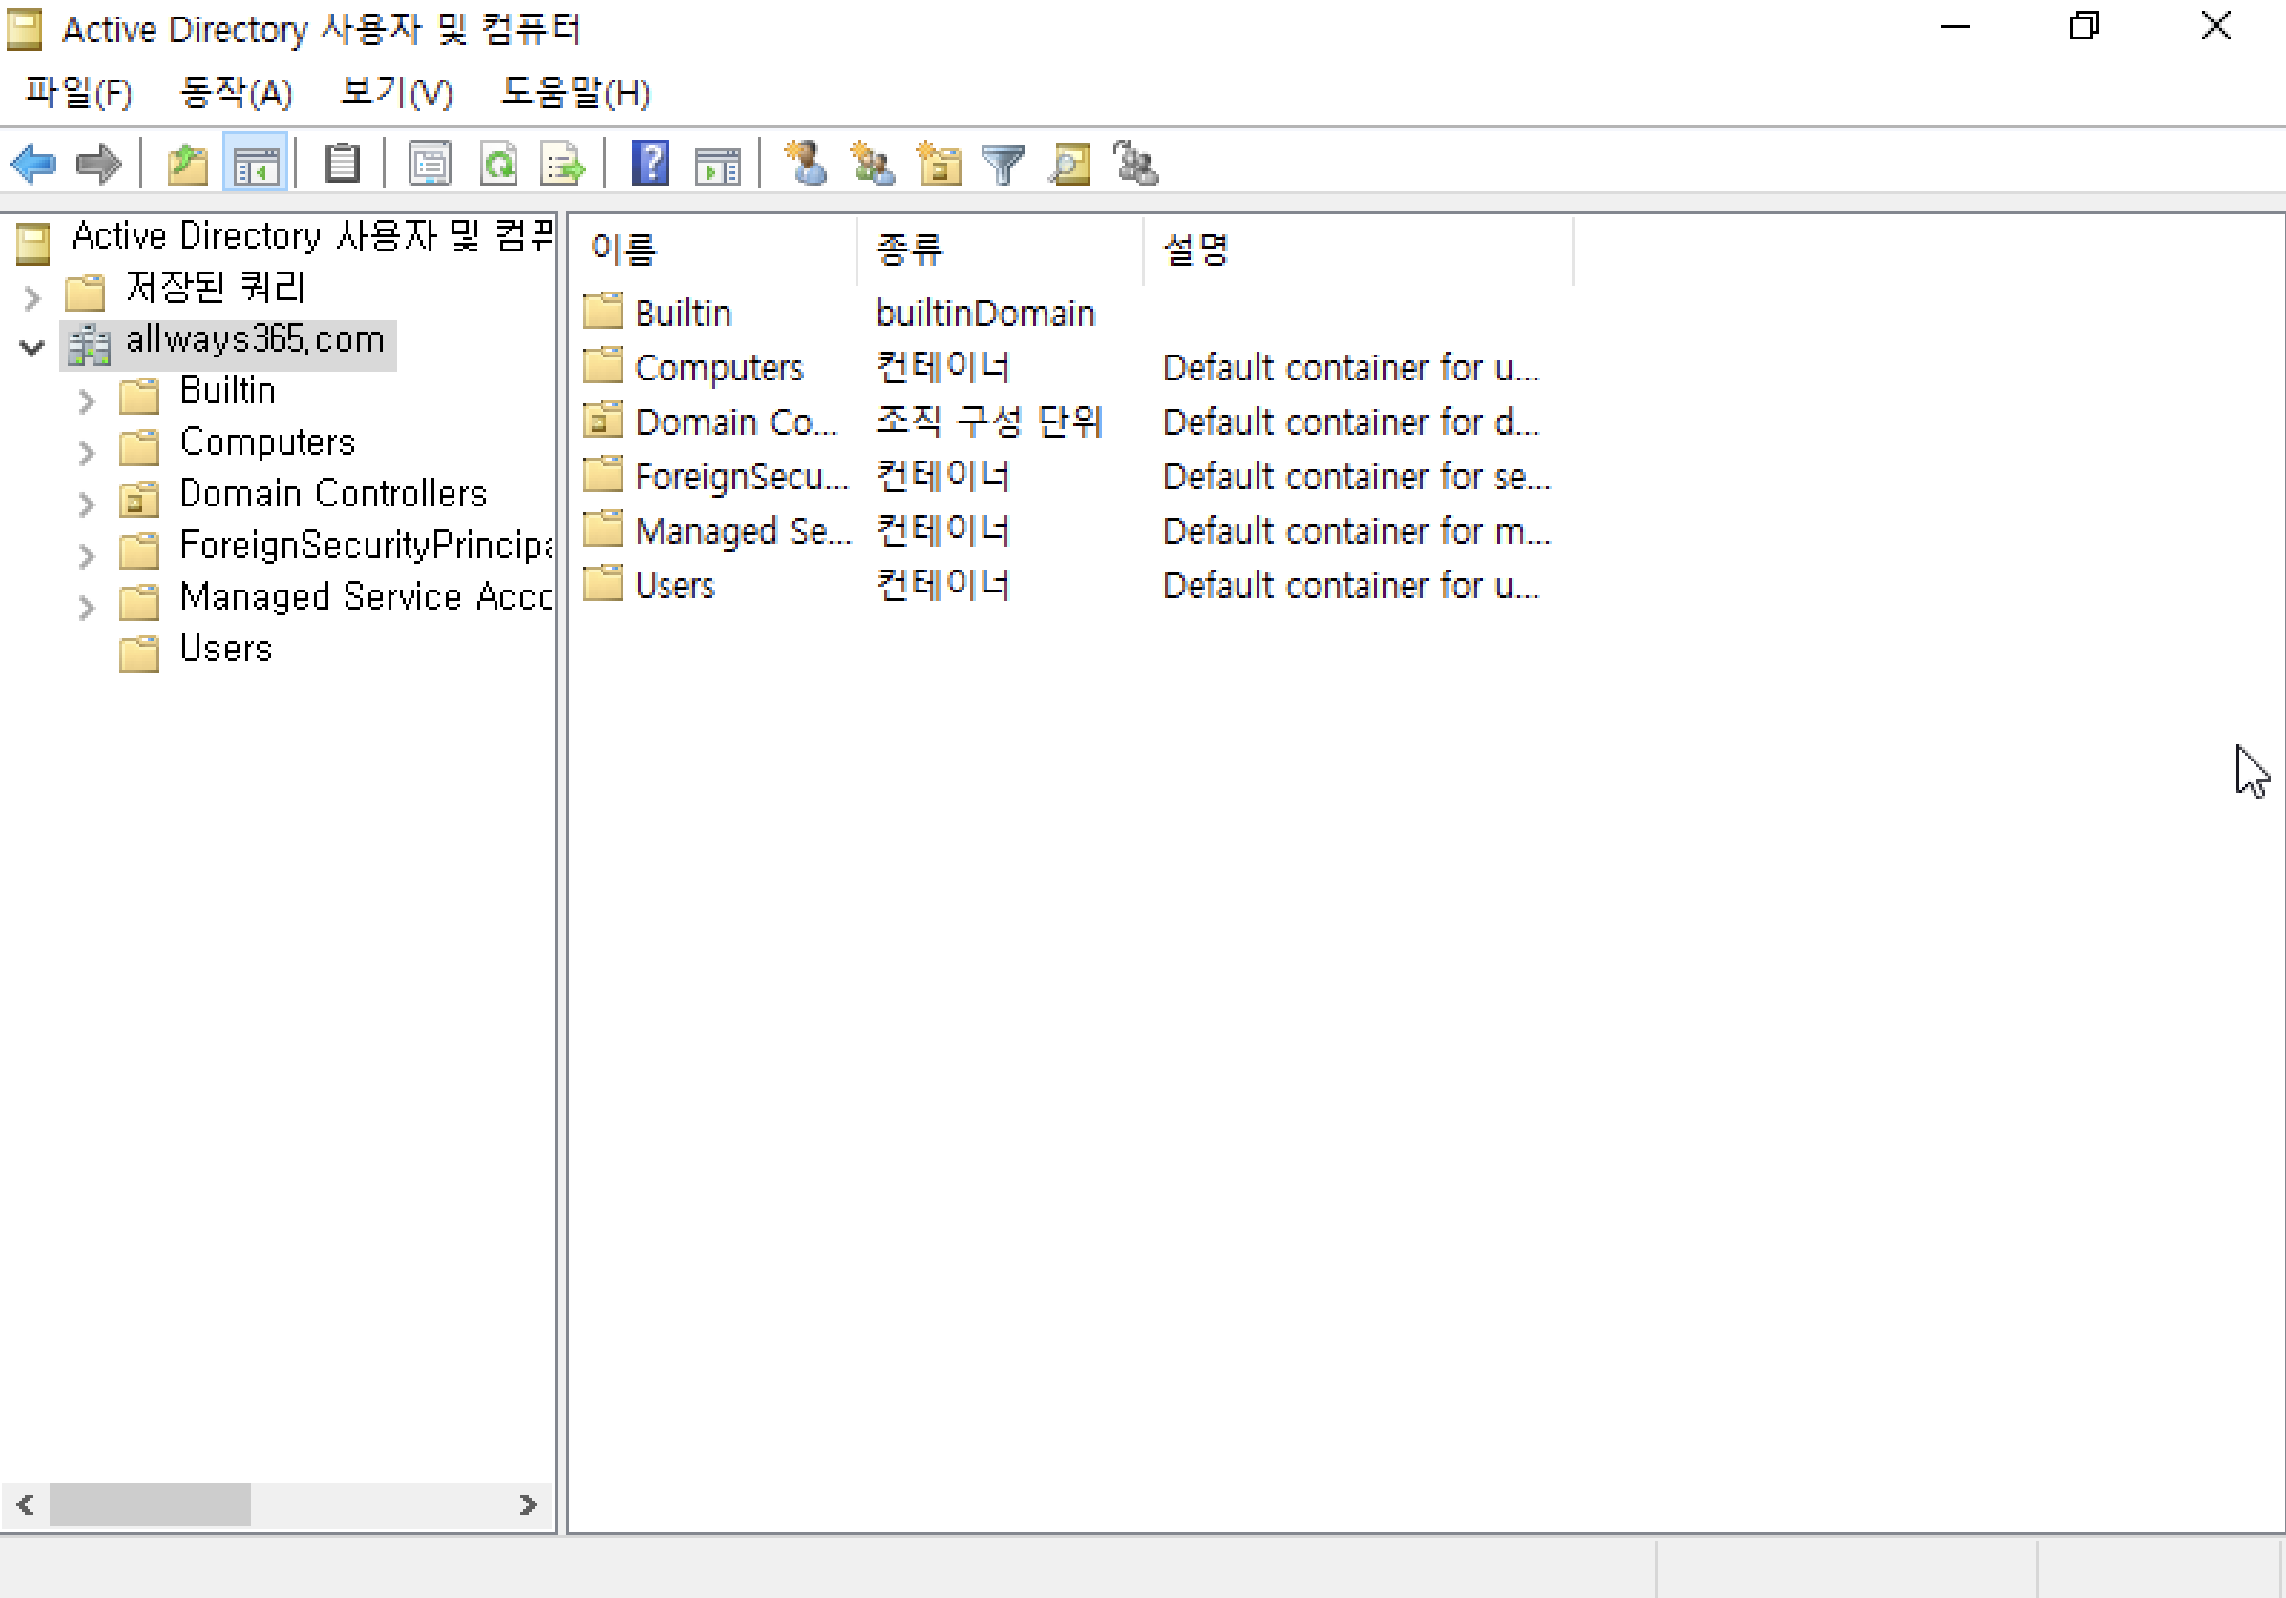 Active Directory 사용자 및 컴퓨터
파일(F) 동작(A) 보기(V) 도움말(H)
Active Directory 사용자 및 컴퓨
저장된 쿼리
allways365.com
Builtin
Computers
Domain Controllers
ForeignSecurityPrincipa
Managed Service Acco
Users
이름 종류 설명
Builtin builtinDomain
Computers 컨테이너 Default container for u...
Domain Co... 조직 구성 단위 Default container for d...
ForeignSecu... 컨테이너 Default container for se...
Managed Se... 컨테이너 Default container for m...
Users 컨테이너 Default container for u...